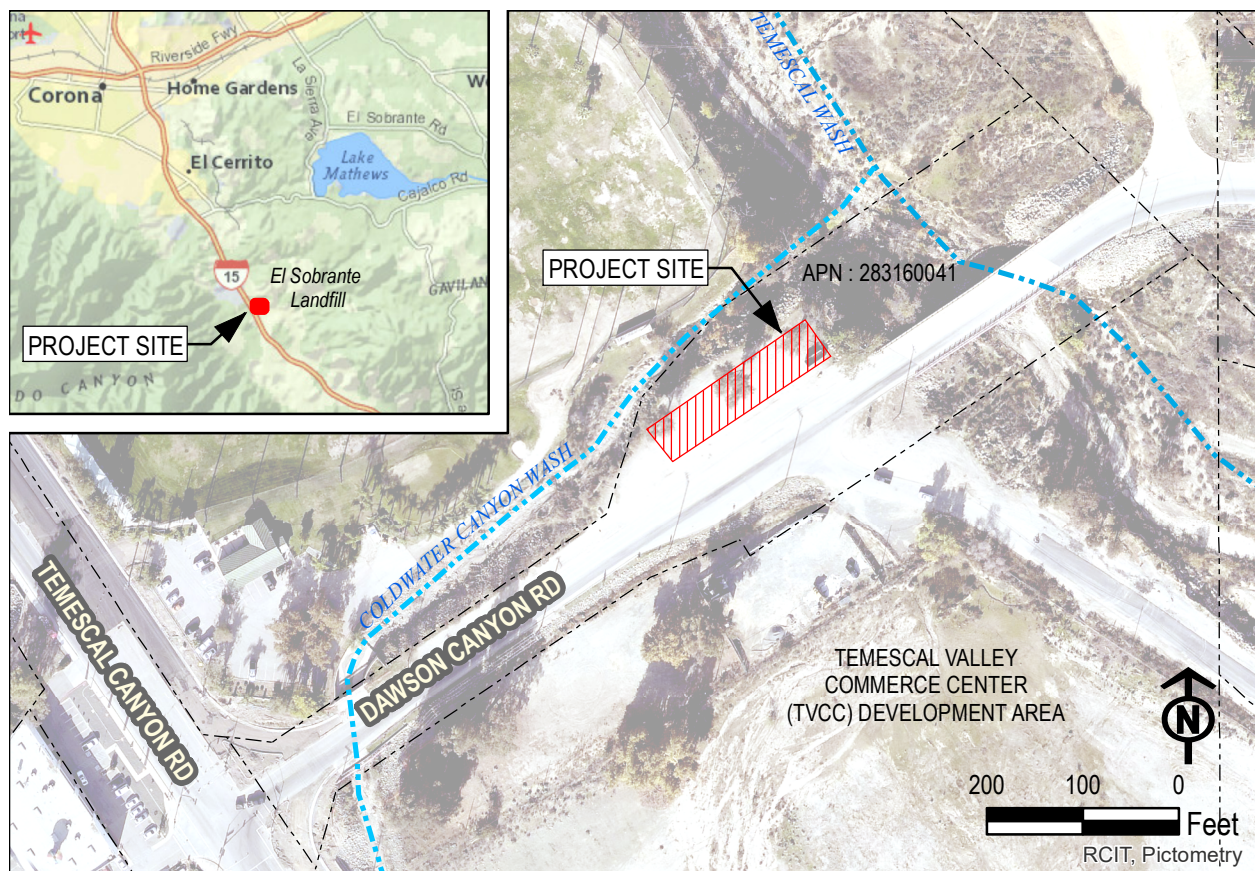 Riverside Fwy
Corona
Home Gardens
La Sierra Ave
El Sobrante Rd
El Cerrito
Lake
Mathews
Cajalco Rd
15
El Sobrante
Landfill
GAVILAN
PROJECT SITE
DO CANYON
TEMESCAL WASH
PROJECT SITE
APN : 283160041
COLDWATER CANYON WASH
TEMESCAL CANYON RD
DAWSON CANYON RD
TEMESCAL VALLEY
COMMERCE CENTER
(TVCC) DEVELOPMENT AREA
N
200 100 0
Feet
RCIT, Pictometry